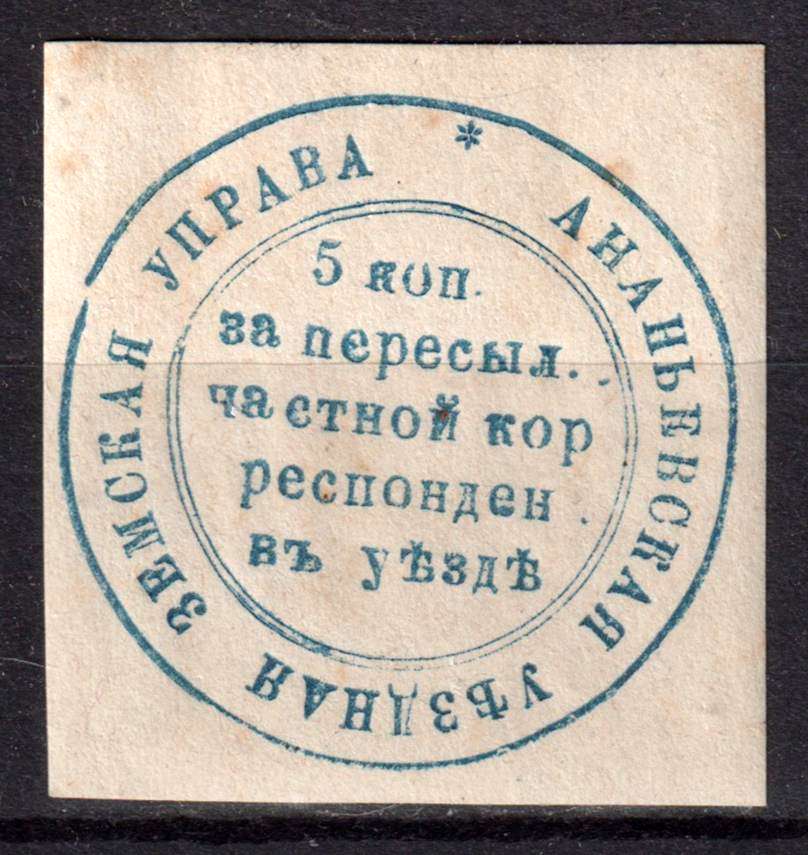 АНАНЬЕВСКАЯ УѢЗДНАЯ ЗЕМСКАЯ УПРАВА *
5 коп.
за пересыл.
частной кор
респонден.
въ уѣздѣ